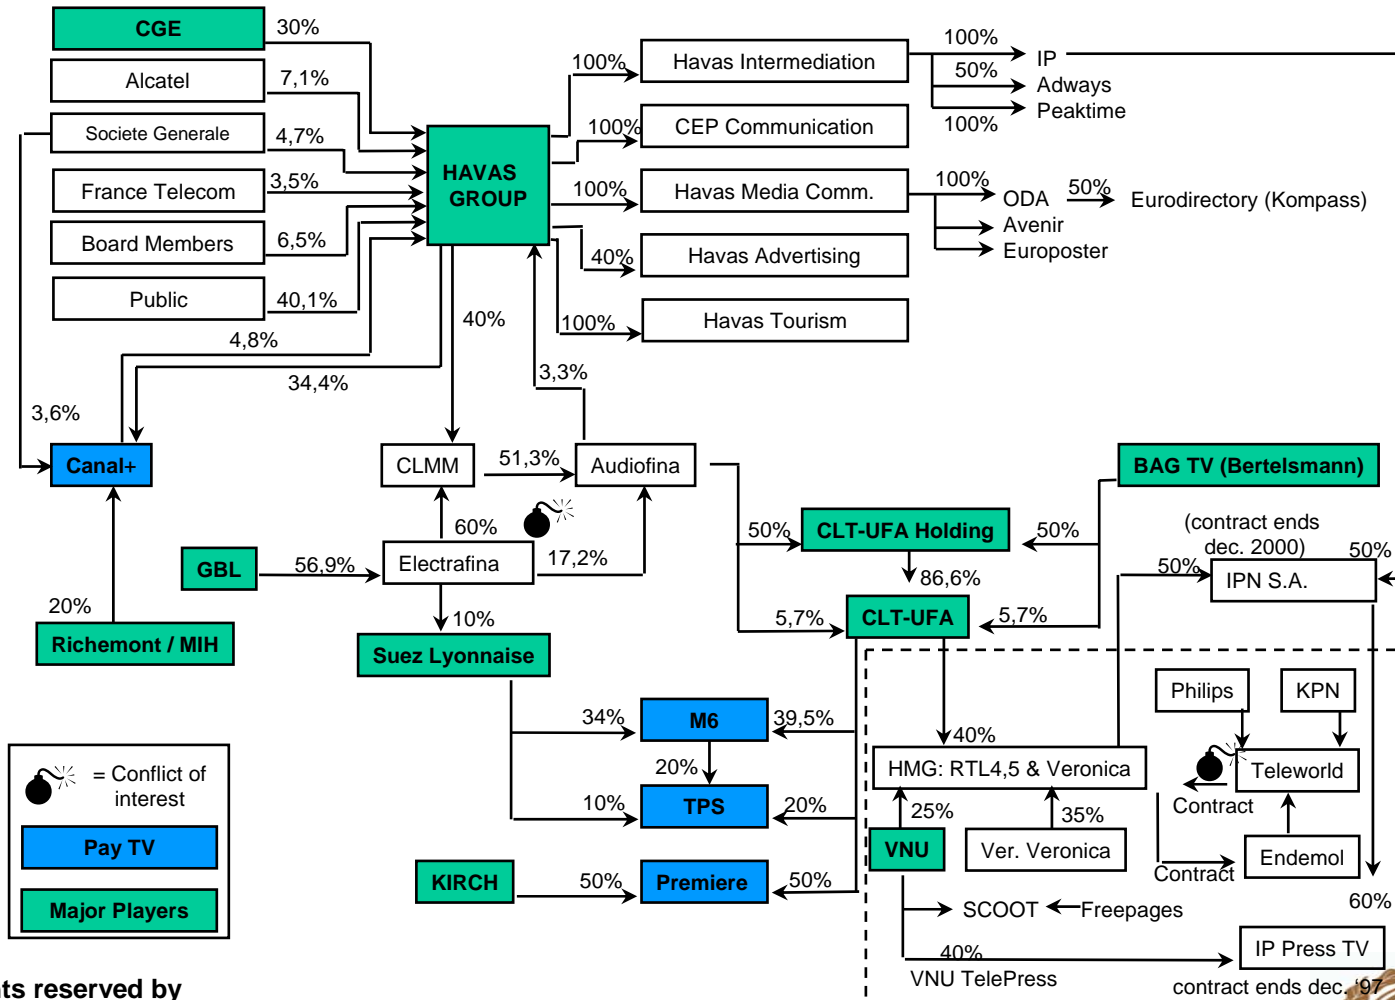 CGE
30%
Alcatel
7,1%
Societe Generale
4,7%
France Telecom
3,5%
Board Members
6,5%
Public
40,1%
4,8%
34,4%
3,6%
HAVAS
GROUP
100%
Havas Intermediation
100%
IP
50%
Adways
Peaktime
100%
100%
CEP Communication
100%
Havas Media Comm.
100%
ODA
50%
Eurodirectory (Kompass)
Avenir
Europoster
40%
Havas Advertising
100%
Havas Tourism
40%
3,3%
Canal+
CLMM
51,3%
Audiofina
BAG TV (Bertelsmann)
60%
GBL
56,9%
Electrafina
17,2%
50%
CLT-UFA Holding
50%
(contract ends
dec. 2000)
50%
50%
IPN S.A.
86,6%
20%
Richemont / MIH
10%
Suez Lyonnaise
5,7%
CLT-UFA
5,7%
Philips
KPN
34%
M6
39,5%
40%
HMG: RTL4,5 & Veronica
Teleworld
Contract
20%
10%
TPS
20%
25%
35%
VNU
Ver. Veronica
Endemol
Contract
KIRCH
50%
Premiere
50%
60%
SCOOT
Freepages
40%
VNU TelePress
IP Press TV
contract ends dec. '97
= Conflict of
interest
Pay TV
Major Players
nts reserved by